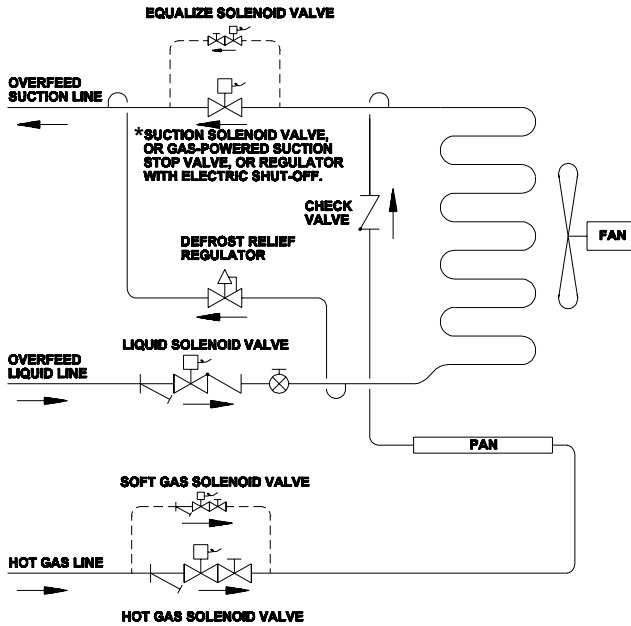 EQUALIZE SOLENOID VALVE
OVERFEED
SUCTION LINE
*SUCTION SOLENOID VALVE,
OR GAS-POWERED SUCTION
STOP VALVE, OR REGULATOR
WITH ELECTRIC SHUT-OFF.
CHECK
VALVE
FAN
DEFROST RELIEF
REGULATOR
LIQUID SOLENOID VALVE
OVERFEED
LIQUID LINE
PAN
SOFT GAS SOLENOID VALVE
HOT GAS LINE
HOT GAS SOLENOID VALVE